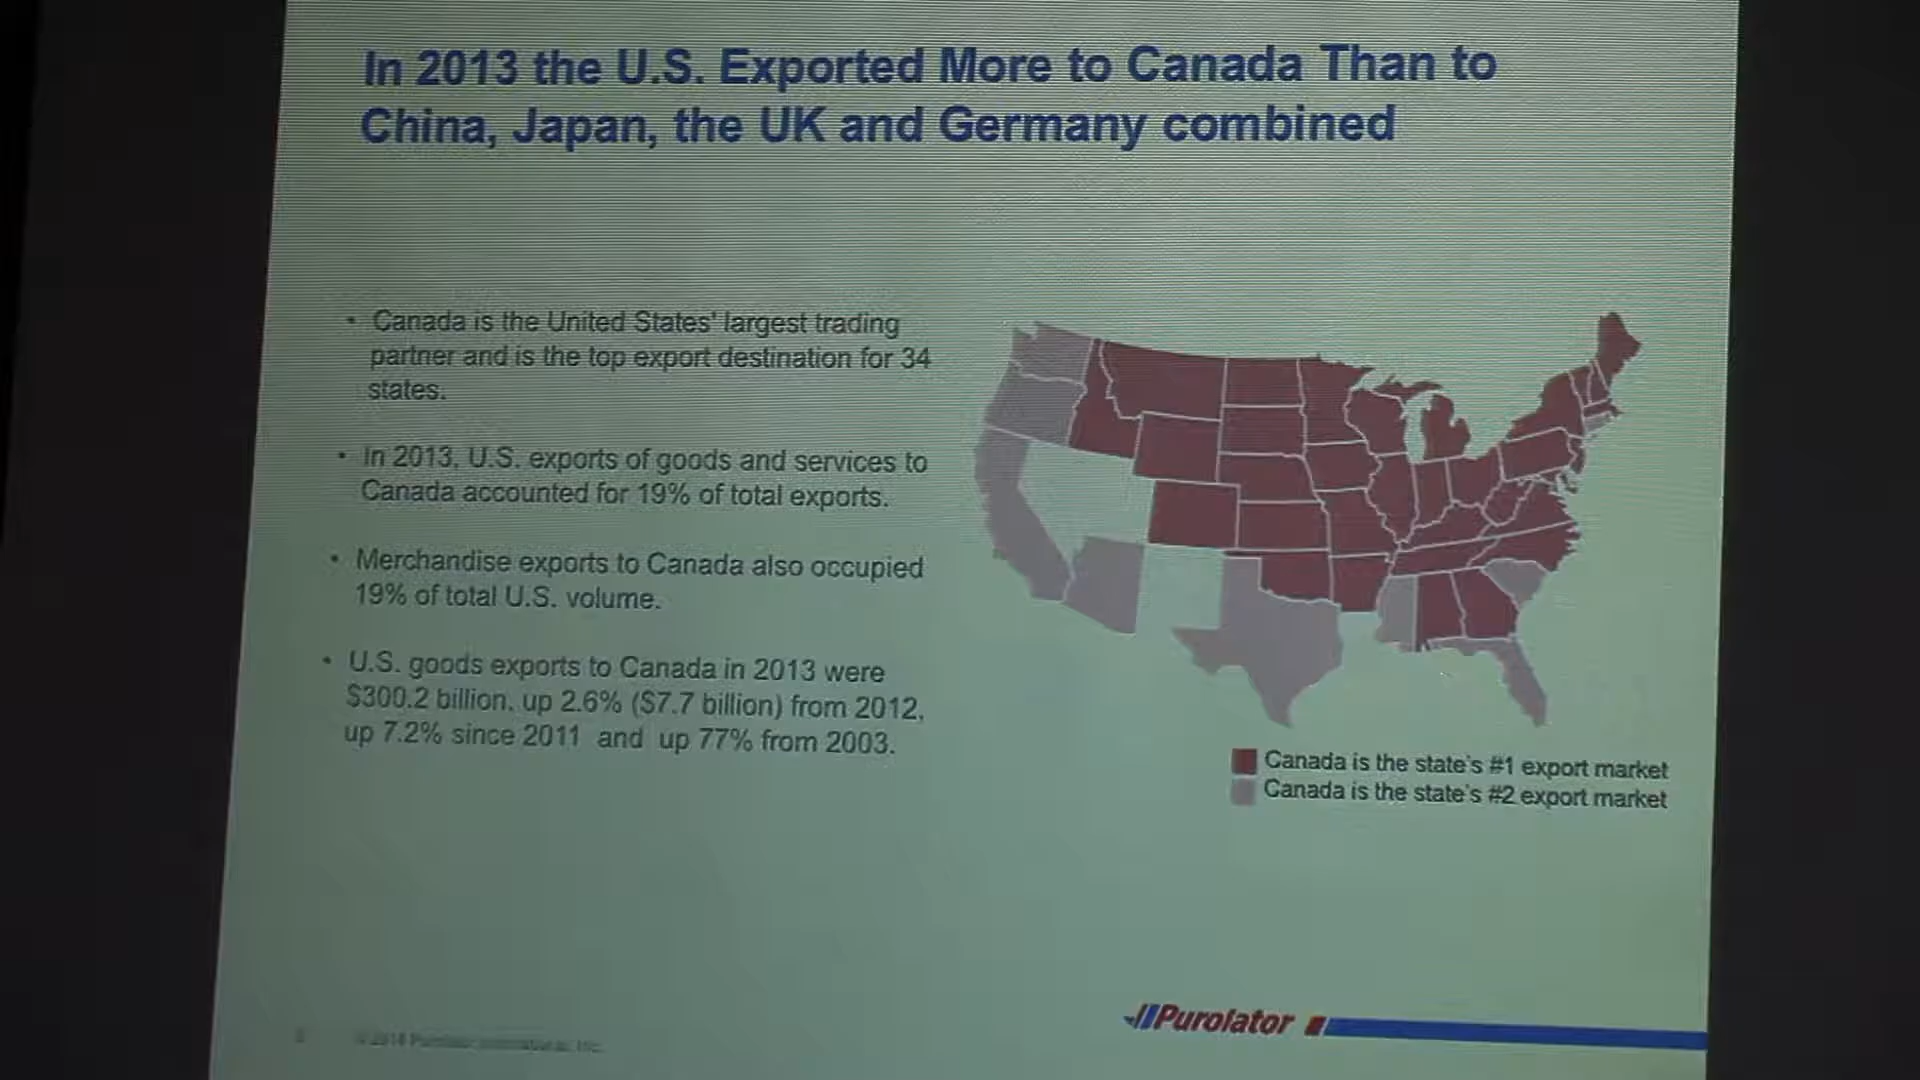 In 2013 the U.S. Exported More to Canada Than to
China, Japan, the UK and Germany combined
• Canada is the United States' largest trading
partner and is the top export destination for 34
states.
• In 2013, U.S. exports of goods and services to
Canada accounted for 19% of total exports.
• Merchandise exports to Canada also occupied
19% of total U.S. volume.
• U.S. goods exports to Canada in 2013 were
$300.2 billion, up 2.6% ($7.7 billion) from 2012,
up 7.2% since 2011 and up 77% from 2003.
Canada is the state's #1 export market
Canada is the state's #2 export market
Purolator
© 2014 Purolator International, Inc.